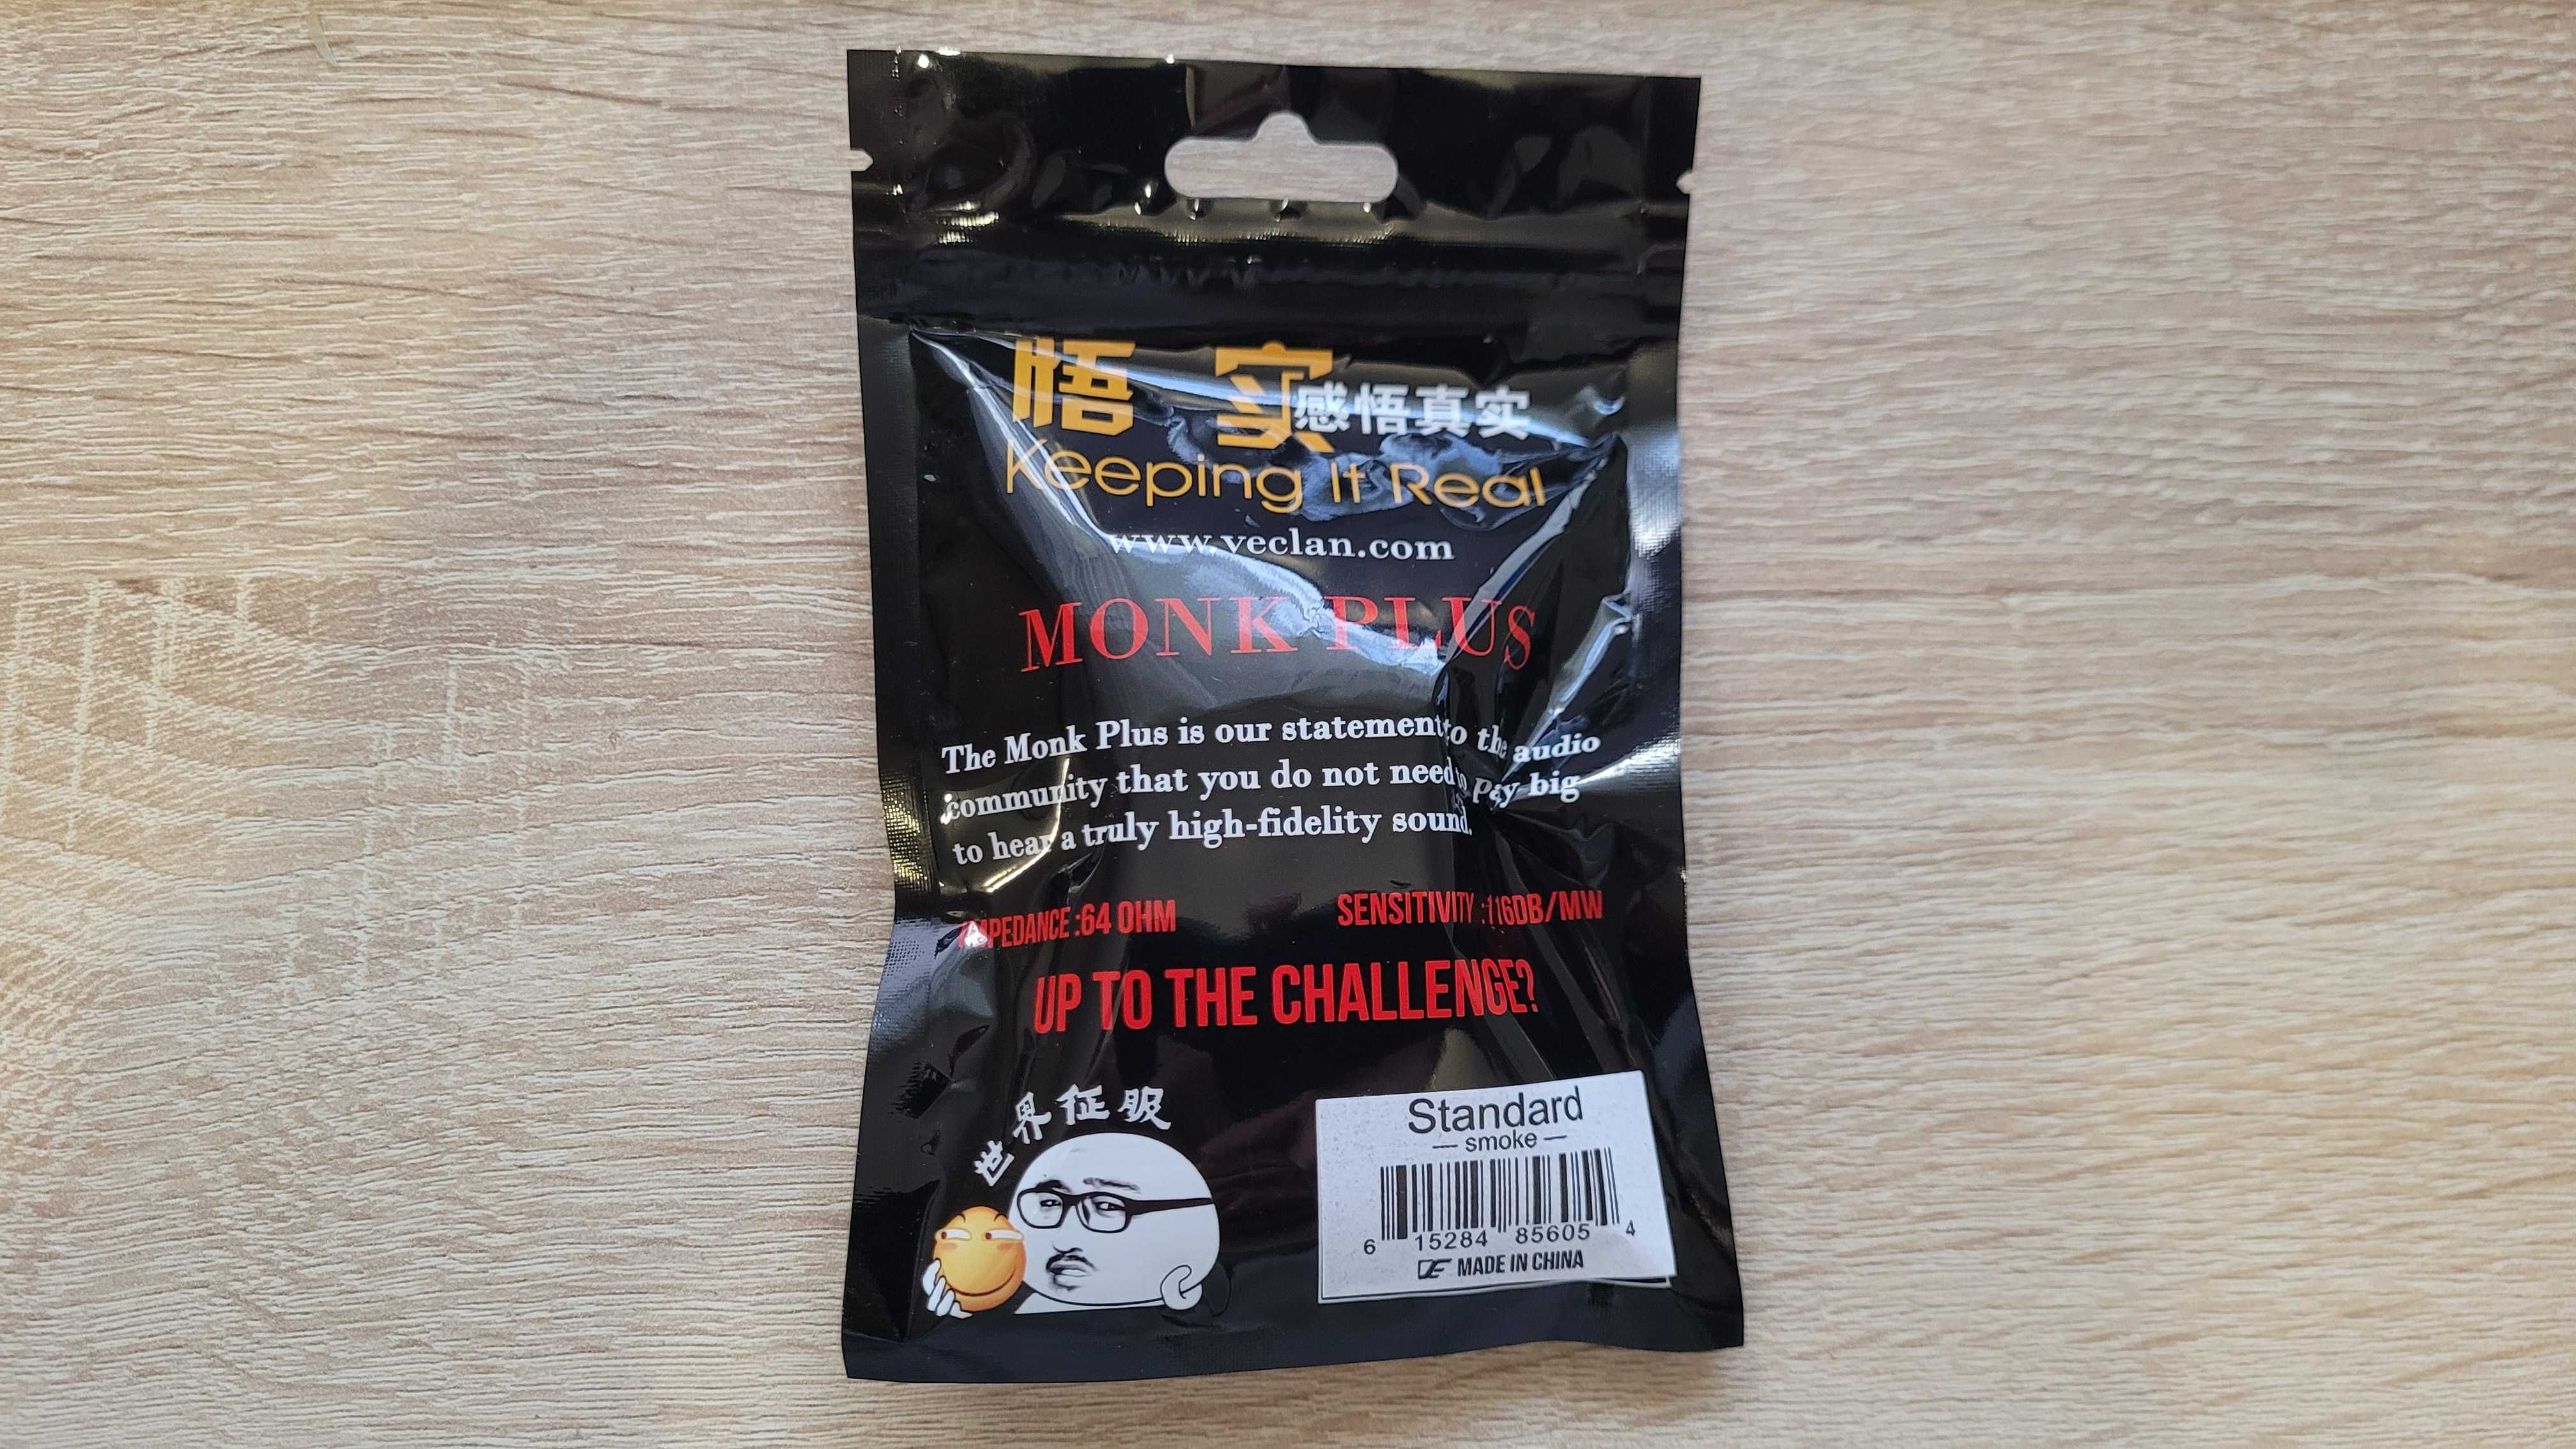 悟 实 感悟真实
Keeping It Real
www.veclan.com
MONK PLUS
The Monk Plus is our statement to the audio
community that you do not need to pay big
to hear a truly high-fidelity sound.
IMPEDANCE :64 OHM SENSITIVITY :116DB/MW
UP TO THE CHALLENGE?
世界征服
Standard
— smoke —
6 15284 85605 4
VE MADE IN CHINA